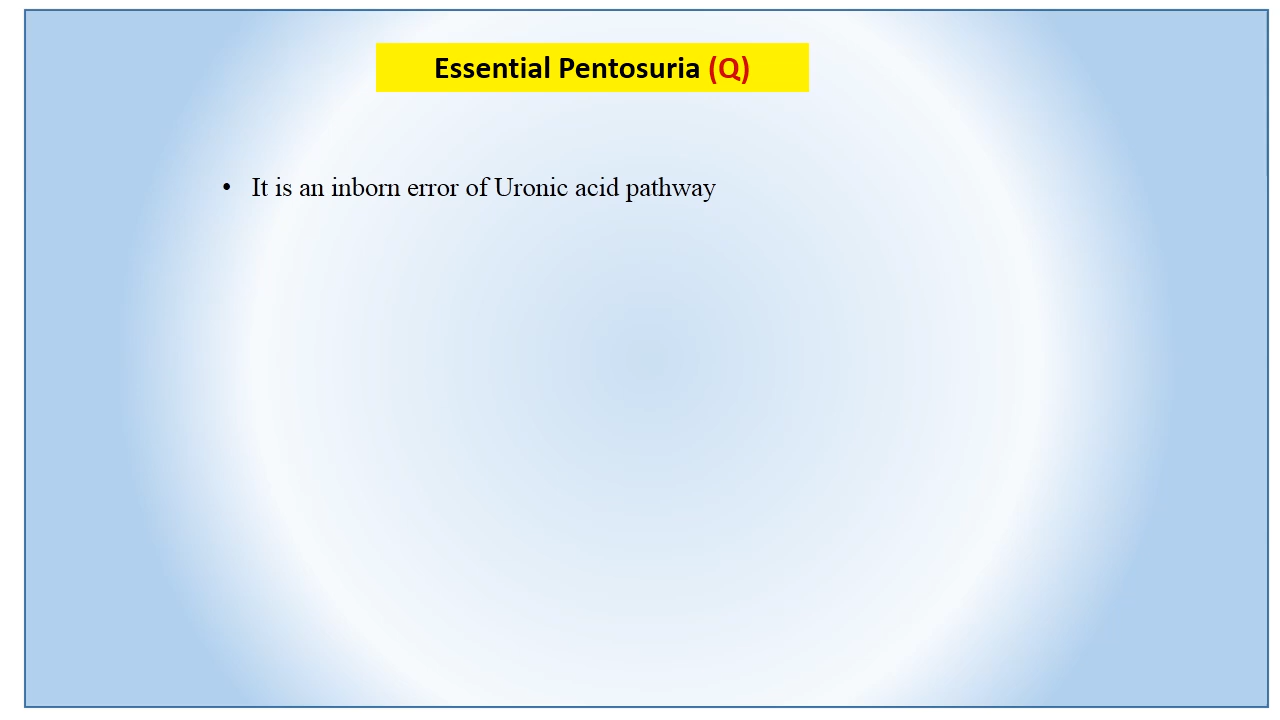 Essential Pentosuria (Q)
• It is an inborn error of Uronic acid pathway